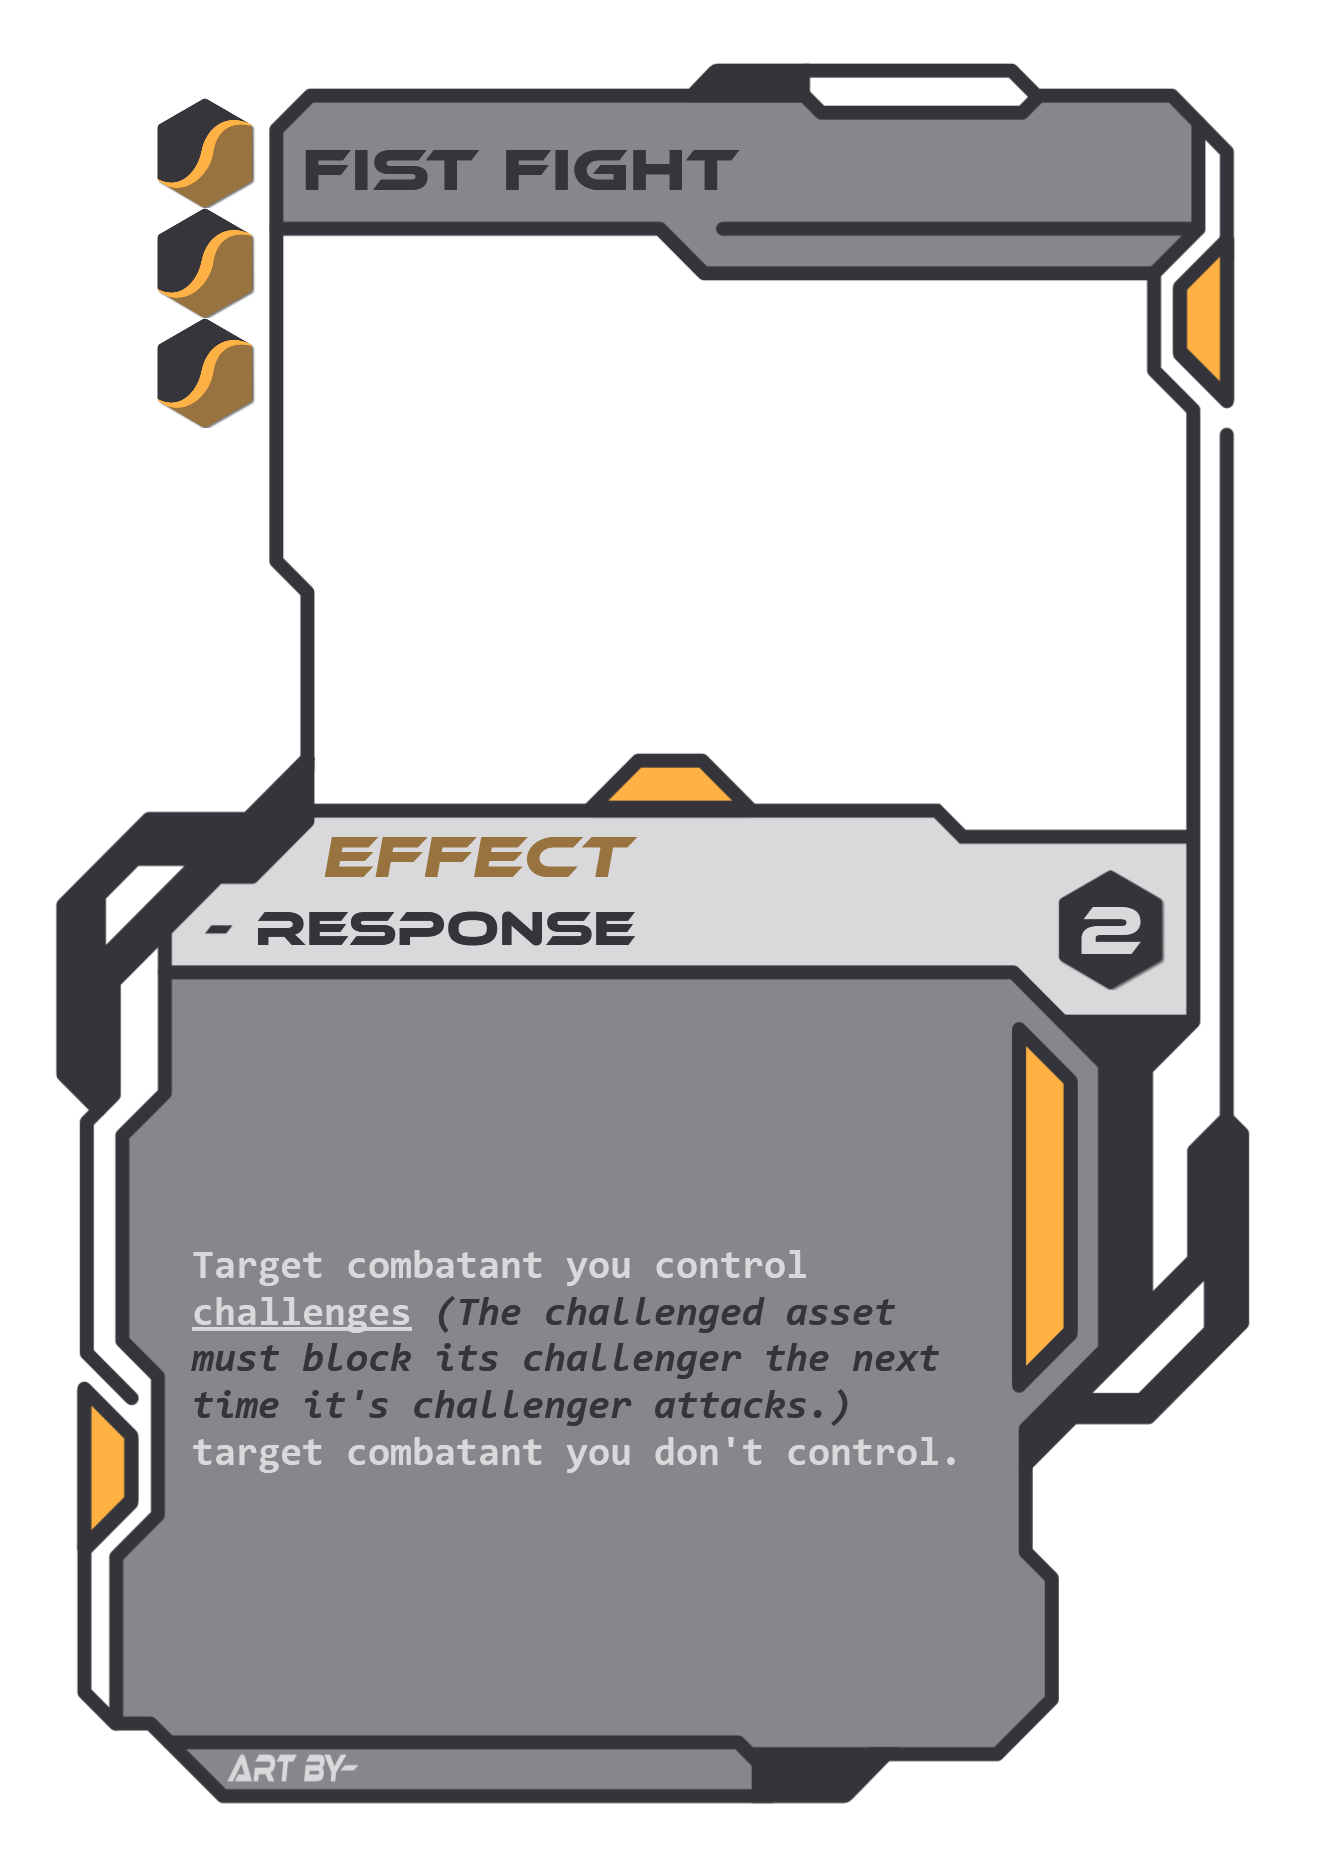 FIST FIGHT
EFFECT
- RESPONSE
2
Target combatant you control
challenges (The challenged asset
must block its challenger the next
time it's challenger attacks.)
target combatant you don't control.
ART BY-